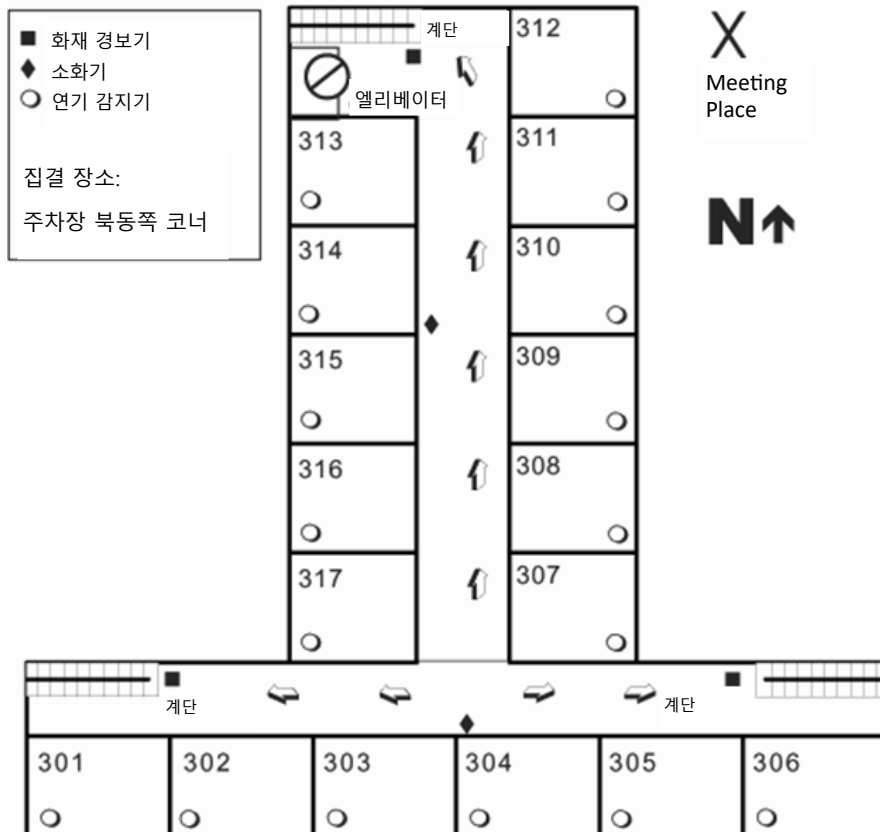 화재 경보기
소화기
연기 감지기
집결 장소:
주차장 북동쪽 코너
계단
엘리베이터
312
X
Meeting
Place
N
313
311
314
310
315
309
316
308
317
307
계단
계단
301
302
303
304
305
306